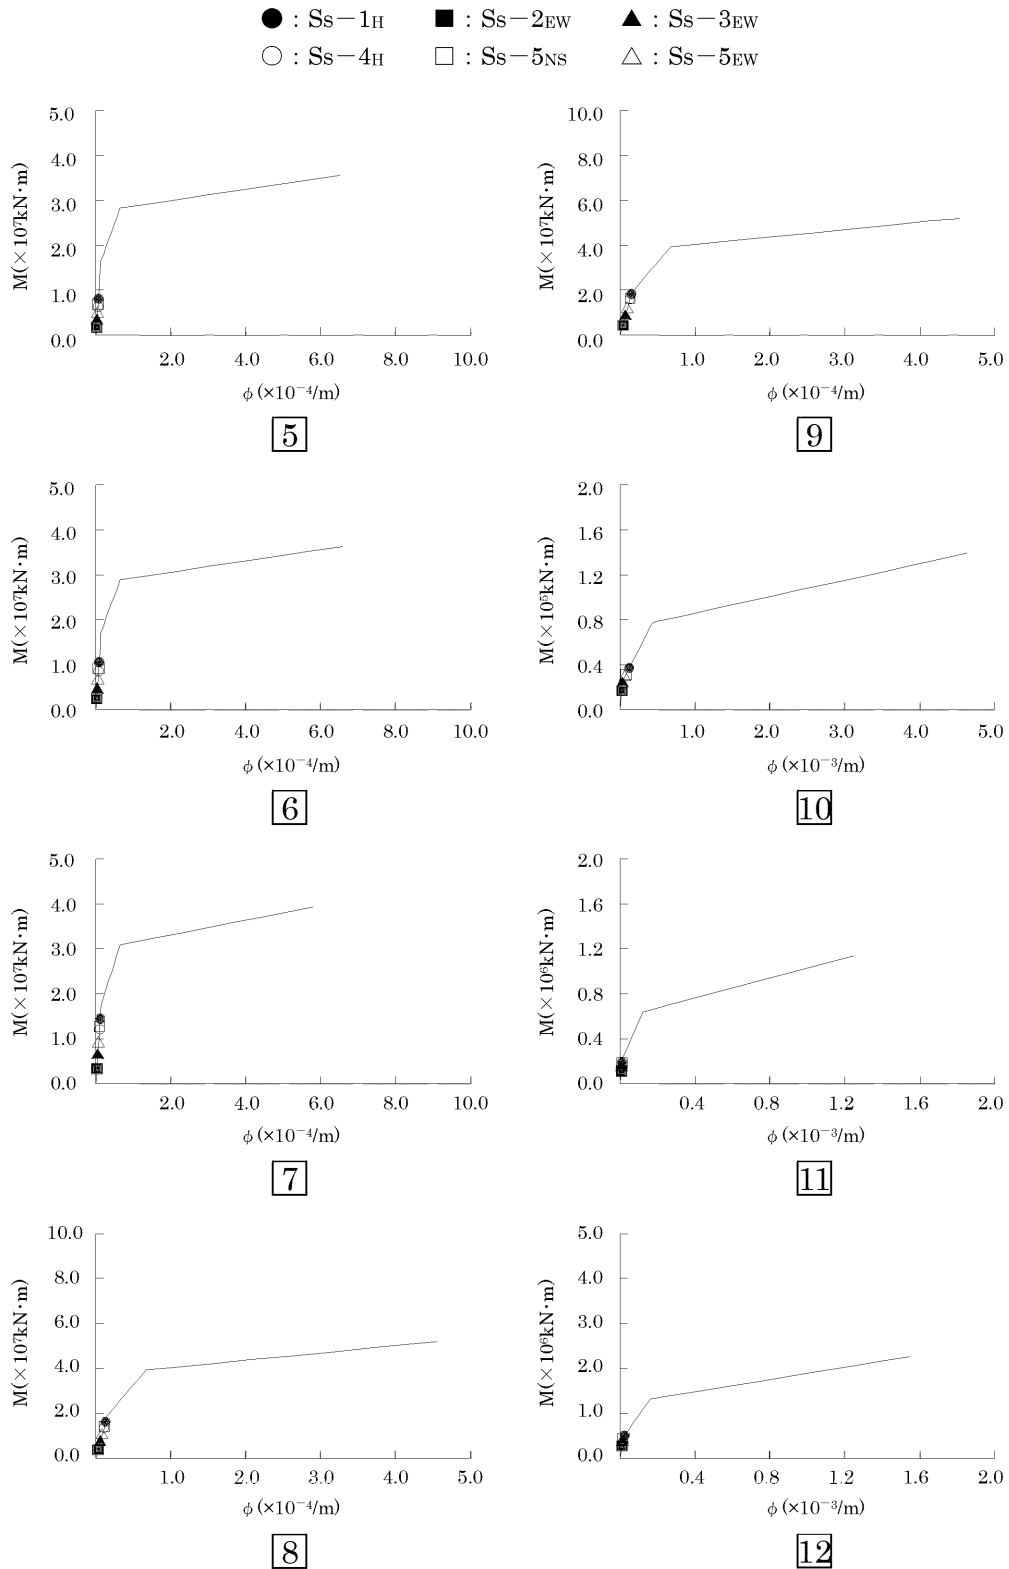 ● : Ss−1H ■ : Ss−2EW ▲ : Ss−3EW
○ : Ss−4H □ : Ss−5NS △ : Ss−5EW
M(×10⁷kN･m)
5.0
4.0
3.0
2.0
1.0
0.0
2.0 4.0 6.0 8.0 10.0
ϕ (×10⁻⁴/m)
5
M(×10⁷kN･m)
10.0
8.0
6.0
4.0
2.0
0.0
1.0 2.0 3.0 4.0 5.0
ϕ (×10⁻⁴/m)
9
M(×10⁷kN･m)
5.0
4.0
3.0
2.0
1.0
0.0
2.0 4.0 6.0 8.0 10.0
ϕ (×10⁻⁴/m)
6
M(×10⁵kN･m)
2.0
1.6
1.2
0.8
0.4
0.0
1.0 2.0 3.0 4.0 5.0
ϕ (×10⁻³/m)
10
M(×10⁷kN･m)
5.0
4.0
3.0
2.0
1.0
0.0
2.0 4.0 6.0 8.0 10.0
ϕ (×10⁻⁴/m)
7
M(×10⁶kN･m)
2.0
1.6
1.2
0.8
0.4
0.0
0.4 0.8 1.2 1.6 2.0
ϕ (×10⁻³/m)
11
M(×10⁷kN･m)
10.0
8.0
6.0
4.0
2.0
0.0
1.0 2.0 3.0 4.0 5.0
ϕ (×10⁻⁴/m)
8
M(×10⁶kN･m)
5.0
4.0
3.0
2.0
1.0
0.0
0.4 0.8 1.2 1.6 2.0
ϕ (×10⁻³/m)
12